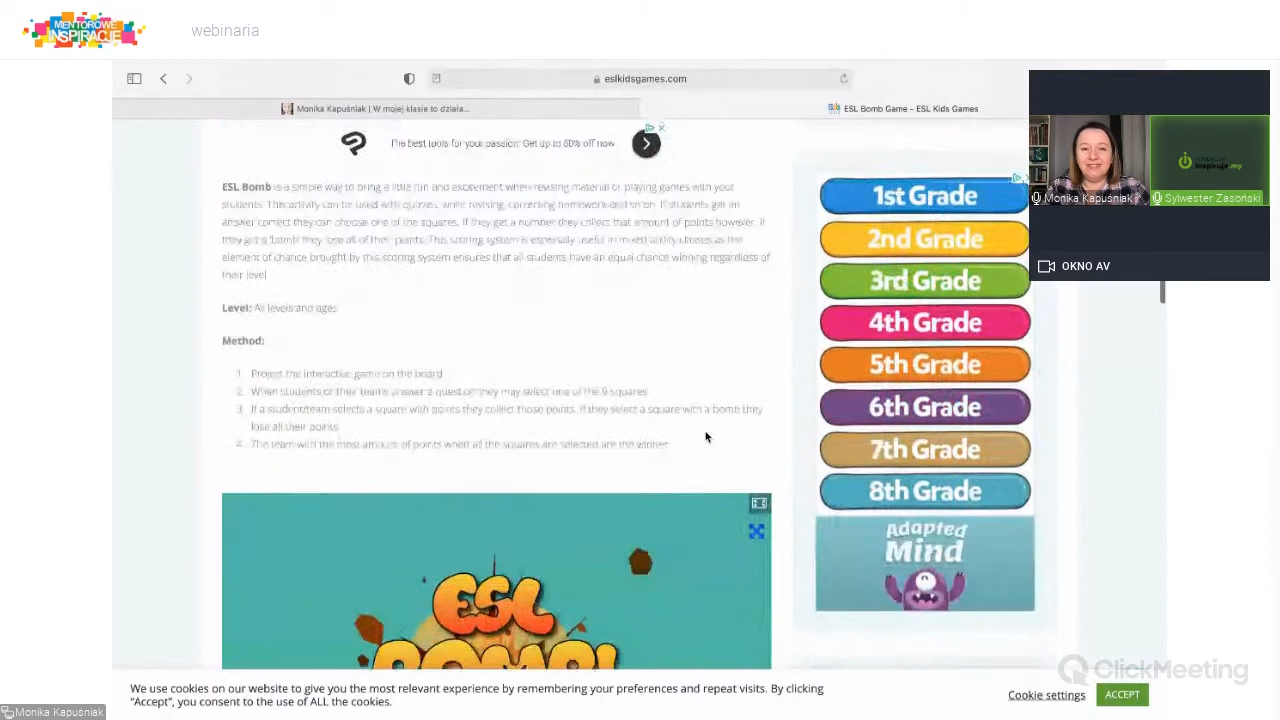 MENTOROWE
INSPIRACJE
webinaria
eslkidsgames.com
Monika Kapuśniak | W mojej klasie to działa...
ESL Bomb Game - ESL Kids Games
The best tools for your passion. Get up to 80% off now
ESL Bomb is a simple way to bring a little fun and excitement when revising material or playing games with your
students. This activity can be used with quizzes, while revising, correcting homework and so on. If students get an
answer correct they can choose one of the squares. If they get a number they collect that amount of points however, if
they get a 'bomb' they lose all of their points. This scoring system is especially useful in mixed ability classes as the
element of chance brought by this scoring system ensures that all students have an equal chance winning regardless of
their level.
Level: All levels and ages
Method:
1. Project the interactive game on the board
2. When students or their teams answer a question they may select one of the 9 squares
3. If a student/team selects a square with points they collect those points. If they select a square with a bomb they
lose all their points
4. The team with the most amount of points when all the squares are selected are the winner
ESL
BOMB!
1st Grade
2nd Grade
3rd Grade
4th Grade
5th Grade
6th Grade
7th Grade
8th Grade
Adapted
Mind
inspiruje.my
Monika Kapuśniak
Sylwester Zasoński
OKNO AV
We use cookies on our website to give you the most relevant experience by remembering your preferences and repeat visits. By clicking
"Accept", you consent to the use of ALL the cookies.
Cookie settings
ACCEPT
ClickMeeting
Monika Kapuśniak